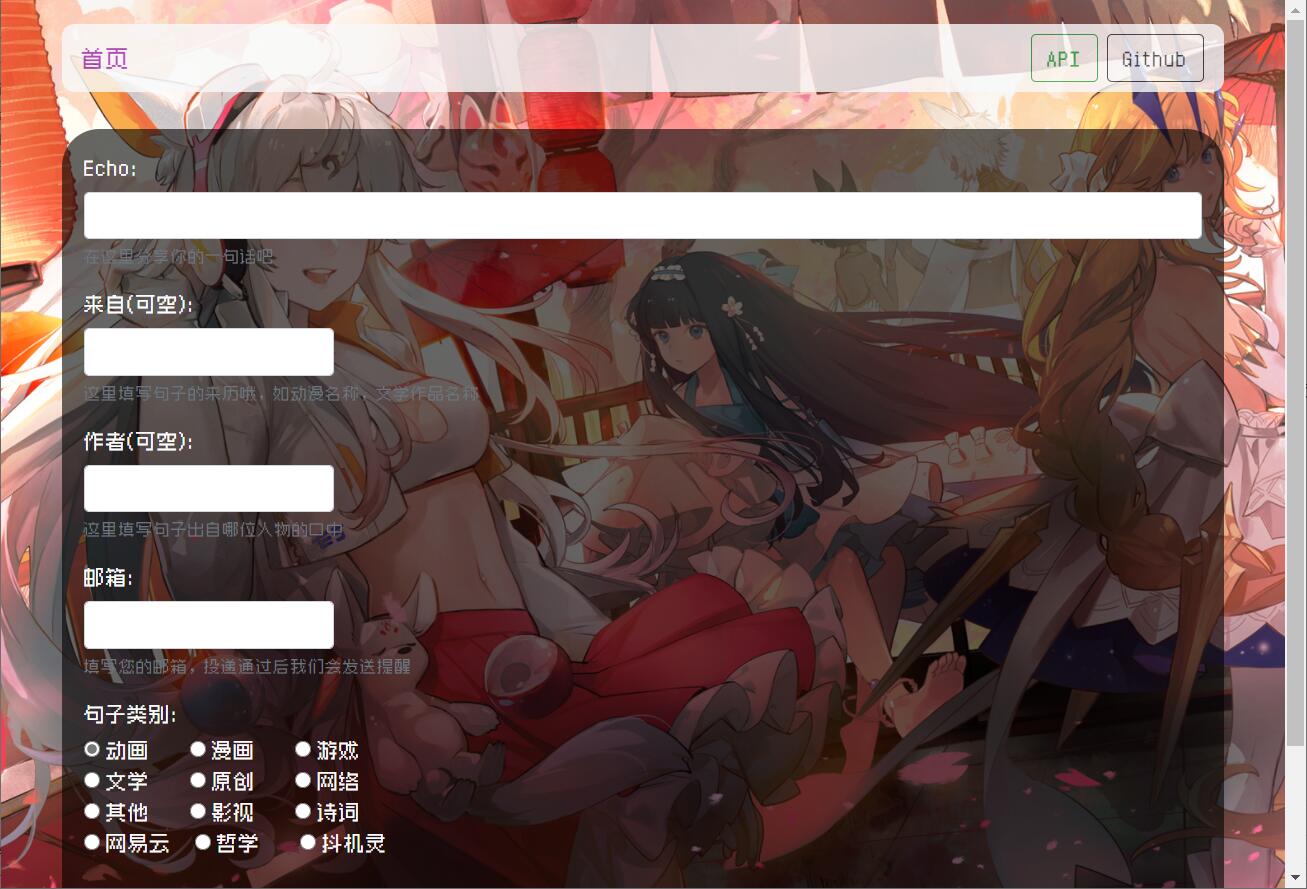 首页 API Github
Echo:
在这里分享你的一句话吧
来自(可空):
这里填写句子的来历哦，如动漫名称，文学作品名称
作者(可空):
这里填写句子出自哪位人物的口中
邮箱:
填写您的邮箱，投递通过后我们会发送提醒
句子类别:
动画 漫画 游戏
文学 原创 网络
其他 影视 诗词
网易云 哲学 抖机灵